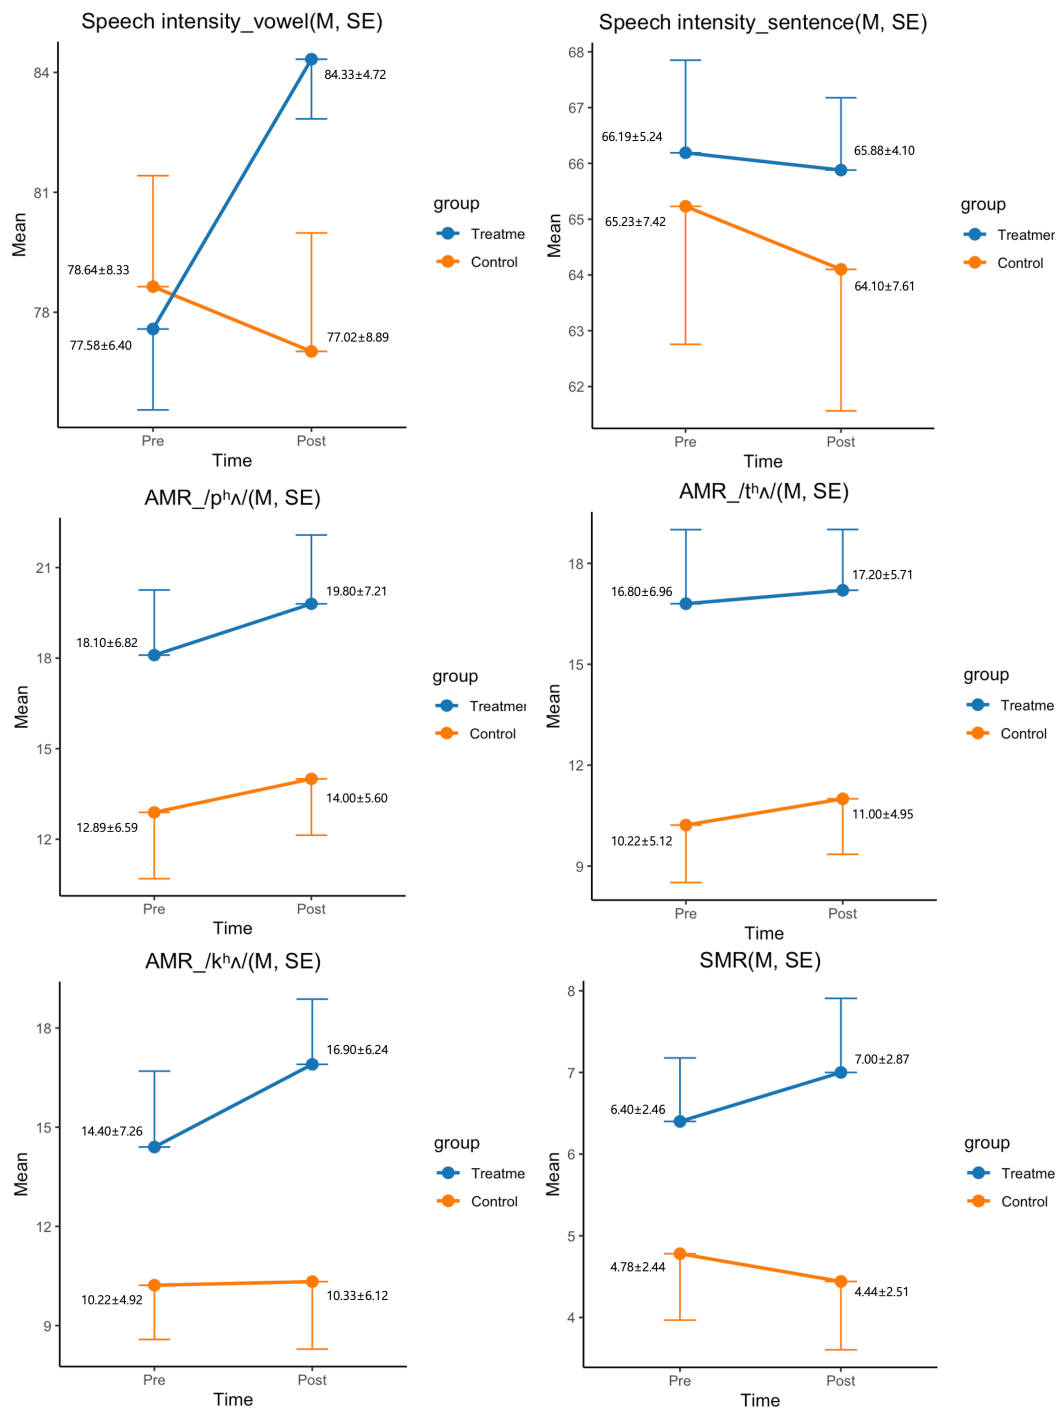 Speech intensity_vowel(M, SE)
84
81
78
Mean
84.33±4.72
78.64±8.33
77.58±6.40
77.02±8.89
Pre
Post
Time
group
Treatme
Control
Speech intensity_sentence(M, SE)
68
67
66
65
64
63
62
Mean
66.19±5.24
65.88±4.10
65.23±7.42
64.10±7.61
Pre
Post
Time
group
Treatmer
Control
AMR_/pʰʌ/(M, SE)
21
18
15
12
Mean
19.80±7.21
18.10±6.82
14.00±5.60
12.89±6.59
Pre
Post
Time
group
Treatmer
Control
AMR_/tʰʌ/(M, SE)
18
15
12
9
Mean
17.20±5.71
16.80±6.96
11.00±4.95
10.22±5.12
Pre
Post
Time
group
Treatme
Control
AMR_/kʰʌ/(M, SE)
18
15
12
9
Mean
16.90±6.24
14.40±7.26
10.22±4.92
10.33±6.12
Pre
Post
Time
group
Treatme
Control
SMR(M, SE)
8
7
6
5
4
Mean
7.00±2.87
6.40±2.46
4.78±2.44
4.44±2.51
Pre
Post
Time
group
Treatme
Control